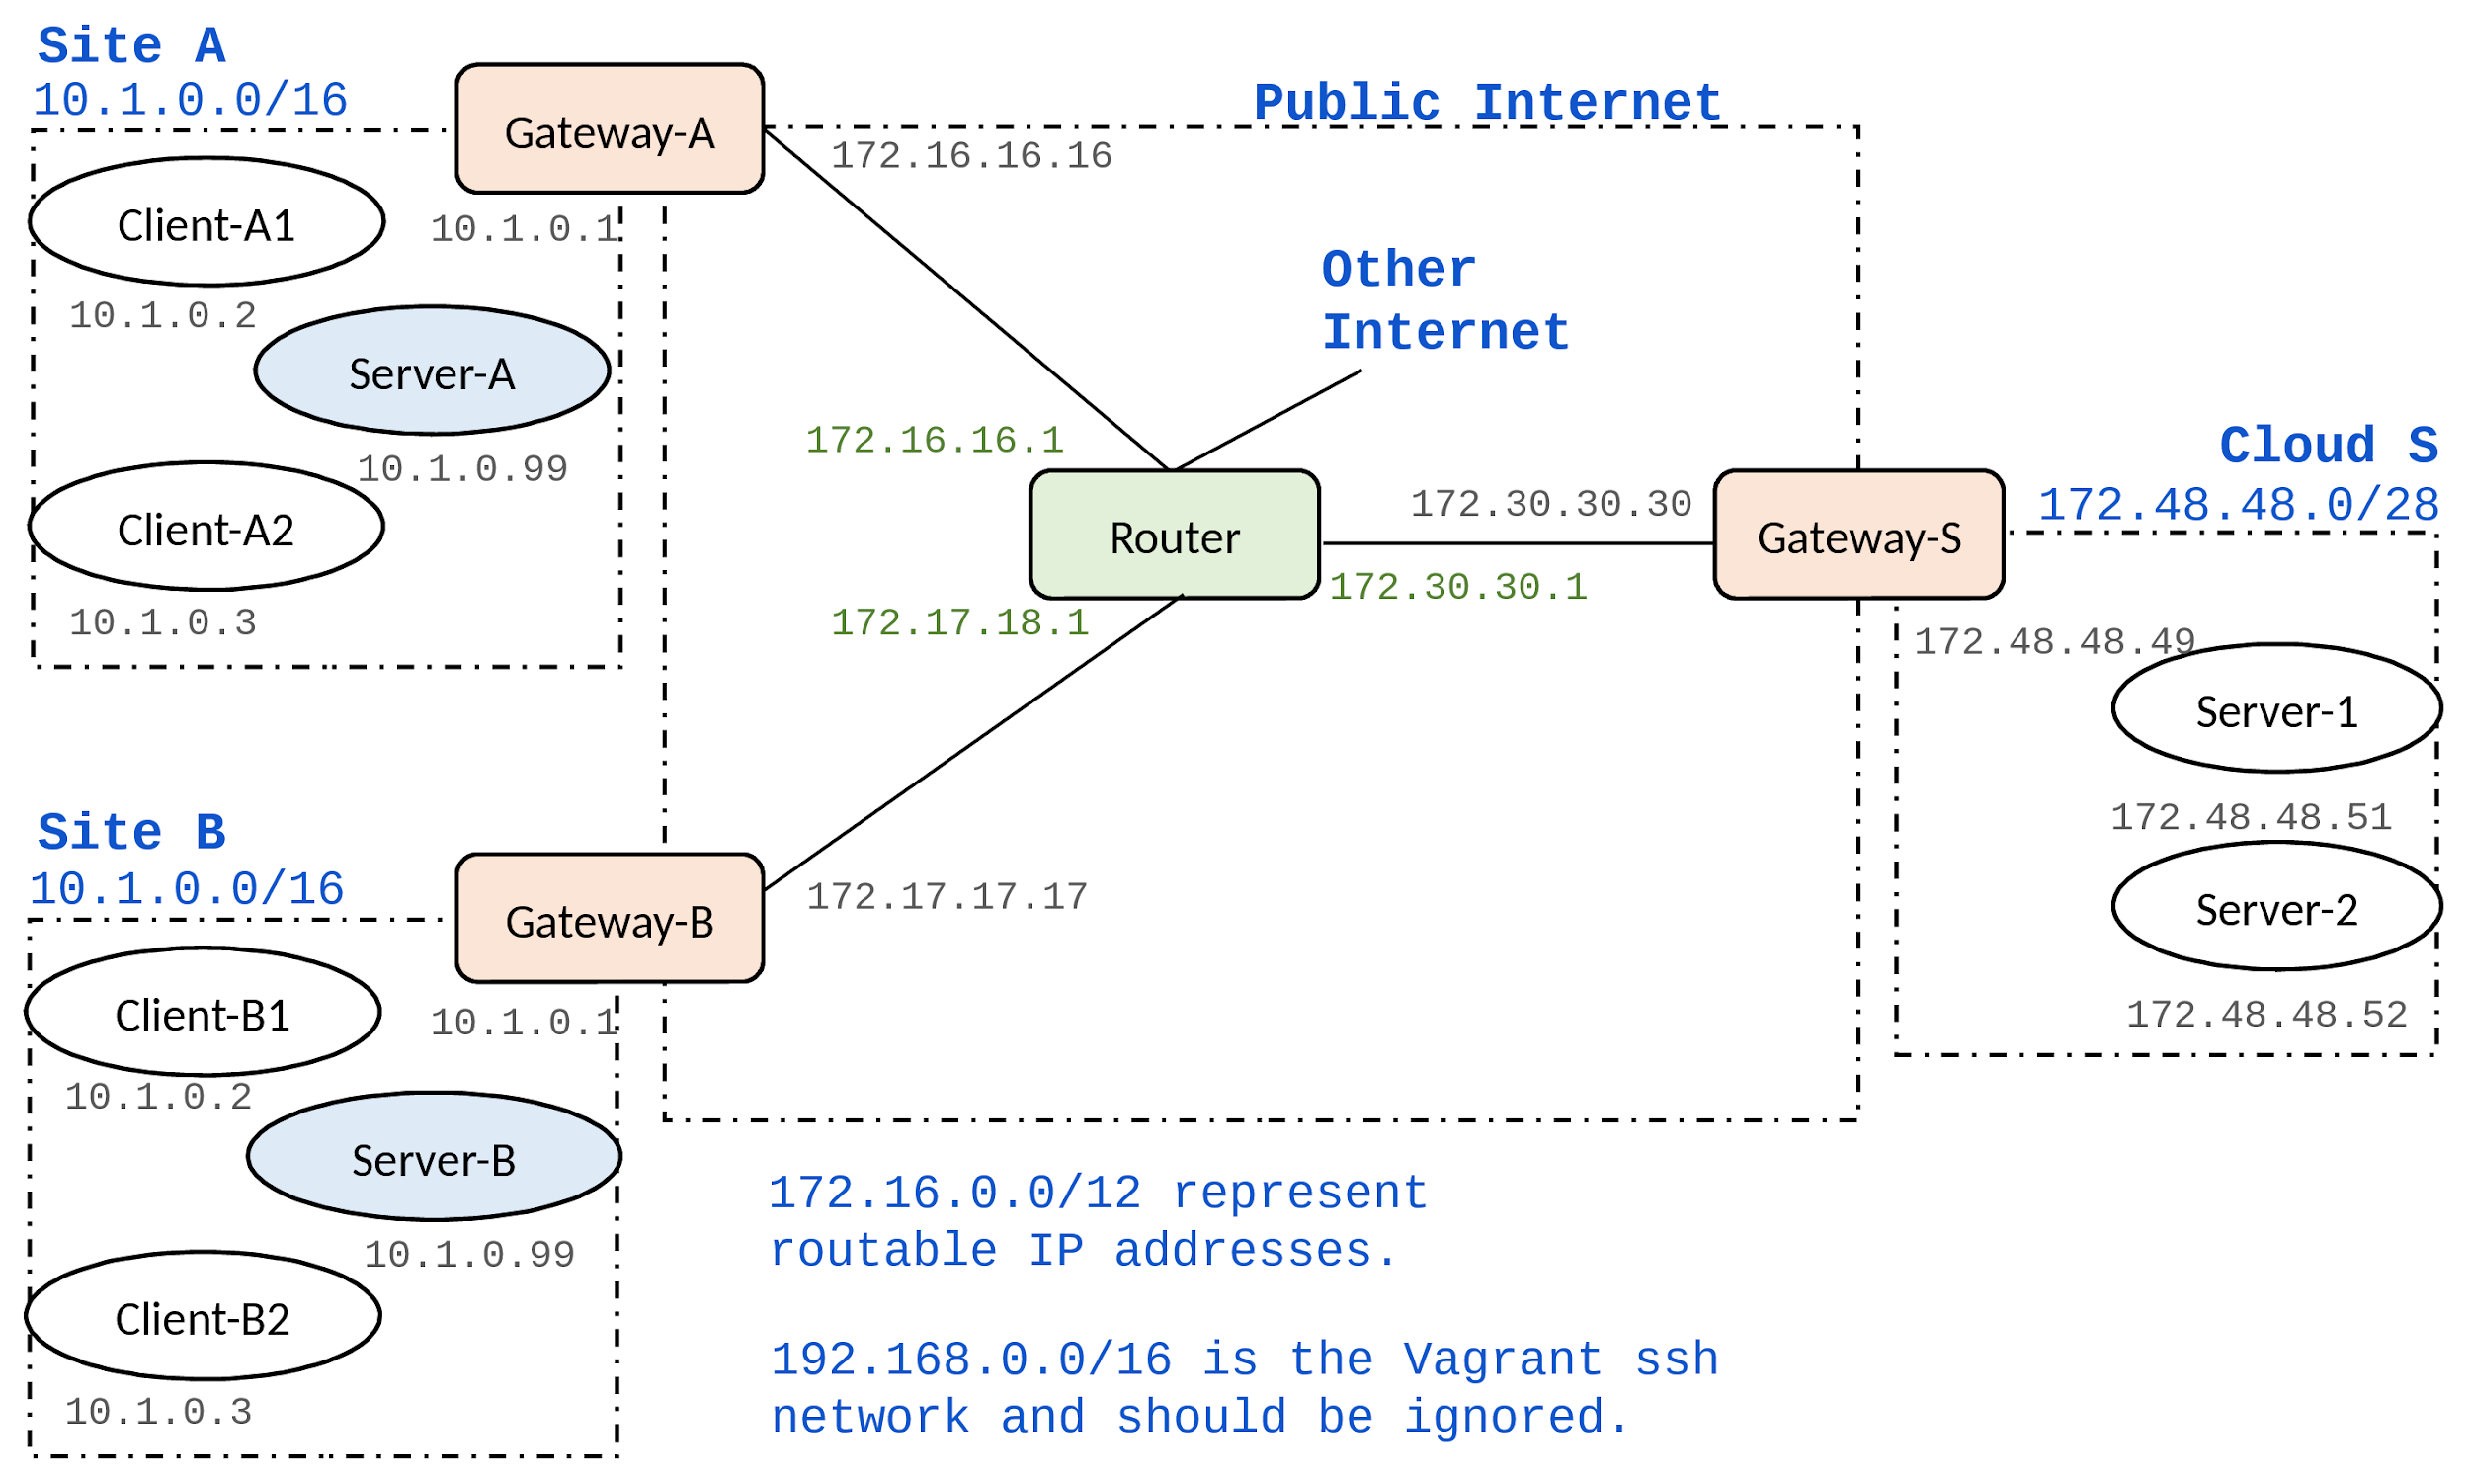 Site A
10.1.0.0/16
Gateway-A
Public Internet
172.16.16.16
Client-A1
10.1.0.1
10.1.0.2
Server-A
10.1.0.99
Client-A2
10.1.0.3
Other
Internet
172.16.16.1
Router
172.30.30.30
172.30.30.1
172.17.18.1
Gateway-S
Cloud S
172.48.48.0/28
172.48.48.49
Server-1
172.48.48.51
Server-2
172.48.48.52
Site B
10.1.0.0/16
Gateway-B
172.17.17.17
Client-B1
10.1.0.1
10.1.0.2
Server-B
10.1.0.99
Client-B2
10.1.0.3
172.16.0.0/12 represent
routable IP addresses.
192.168.0.0/16 is the Vagrant ssh
network and should be ignored.